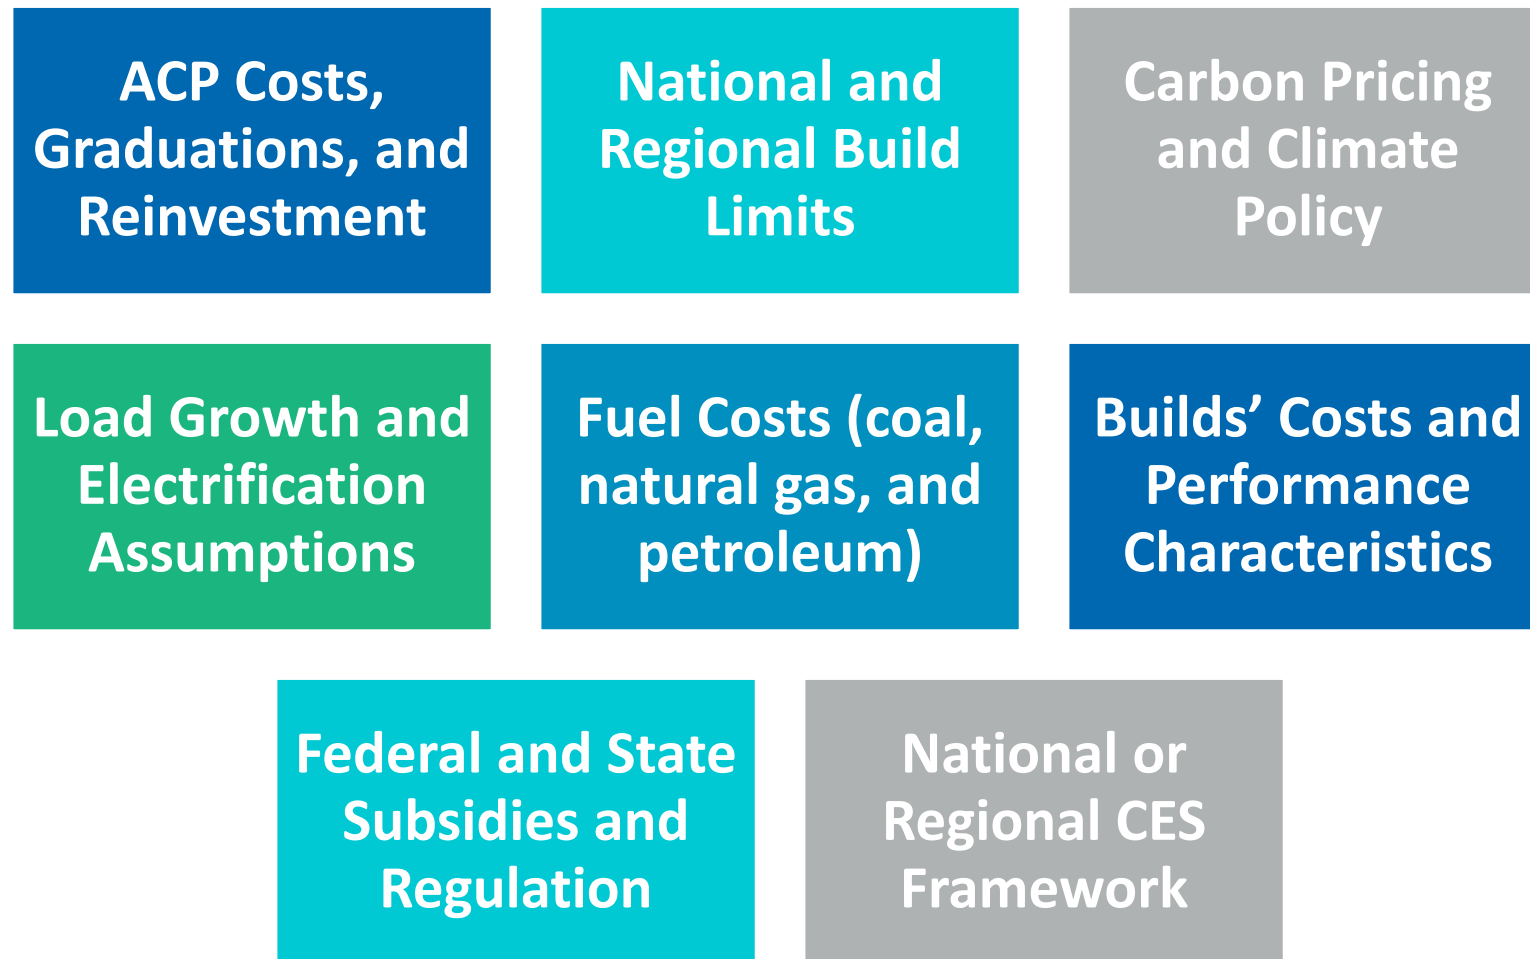 ACP Costs,
Graduations, and
Reinvestment
National and
Regional Build
Limits
Carbon Pricing
and Climate
Policy
Load Growth and
Electrification
Assumptions
Fuel Costs (coal,
natural gas, and
petroleum)
Builds’ Costs and
Performance
Characteristics
Federal and State
Subsidies and
Regulation
National or
Regional CES
Framework